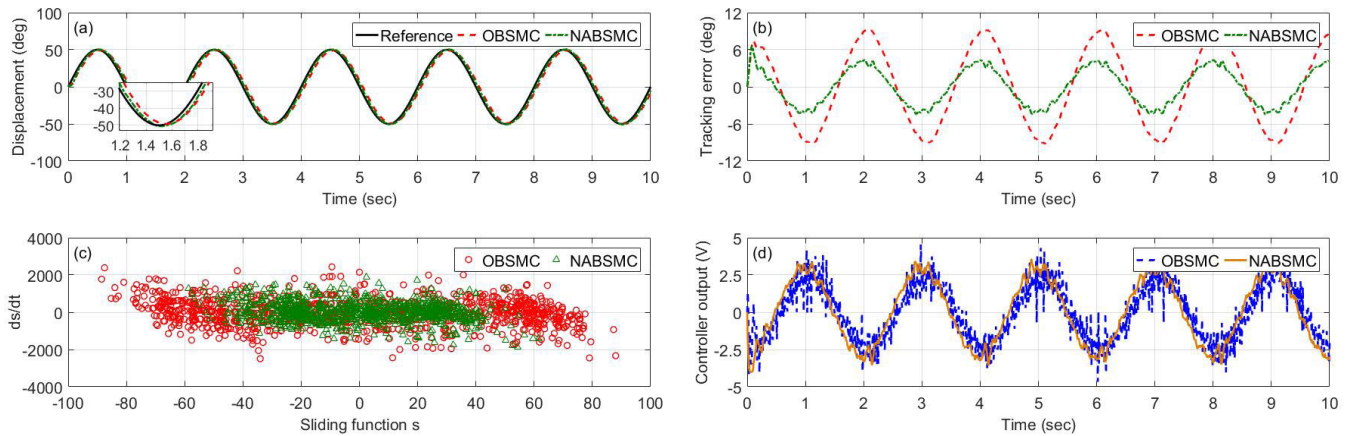 (a)
Reference OBSMC NABSMC
Displacement (deg)
100
50
0
-50
-100
-30
-40
-50
1.2 1.4 1.6 1.8
0 1 2 3 4 5 6 7 8 9 10
Time (sec)
(b)
OBSMC NABSMC
Tracking error (deg)
12
6
0
-6
-12
0 1 2 3 4 5 6 7 8 9 10
Time (sec)
(c)
OBSMC NABSMC
ds/dt
4000
2000
0
-2000
-4000
-100 -80 -60 -40 -20 0 20 40 60 80 100
Sliding function s
(d)
OBSMC NABSMC
Controller output (V)
5
2.5
0
-2.5
-5
0 1 2 3 4 5 6 7 8 9 10
Time (sec)